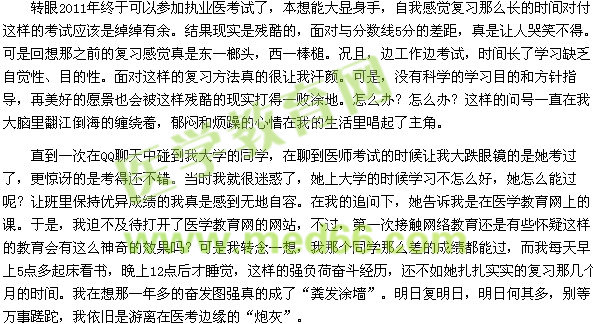 转眼2011年终于可以参加执业医考试了，本想能大显身手，自我感觉复习那么长的时间对付
这样的考试应该是绰绰有余。结果现实是残酷的，面对与分数线5分的差距，真是让人哭笑不得。
可是回想那之前的复习感觉真是东一榔头，西一棒槌。况且，边工作边考试，时间长了学习缺乏
自觉性、目的性。面对这样的复习方法真的很让我汗颜。可是，没有科学的学习目的和方针指
导，再美好的愿景也会被这样残酷的现实打得一败涂地。怎么办？怎么办？这样的问号一直在我
大脑里翻江倒海的缠绕着，郁闷和烦躁的心情在我的生活里唱起了主角。
直到一次在QQ聊天中碰到我大学的同学，在聊到医师考试的时候让我大跌眼镜的是她考过
了，更惊讶的是考得还不错。当时我就很迷惑了，她上大学的时候学习不怎么好，她怎么能过
呢？让班里保持优异成绩的我真是感到无地自容。在我的追问下，她告诉我是在医学教育网上的
课。于是，我迫不及待打开了医学教育网的网站，不过，第一次接触网络教育还是有些怀疑这样
的教育会有这么神奇的效果吗？可是我转念一想，我那个同学那么差的成绩都能过，而我每天早
上5点多起床看书，晚上12点后才睡觉，这样的强负荷奋斗经历，还不如她扎扎实实的复习那几个
月的时间。我在想那一年多的奋发图强真的成了“粪发涂墙”。明日复明日，明日何其多，别等
万事蹉跎，我依旧是游离在医考边缘的“炮灰”。
医学教育网
www.med66.com